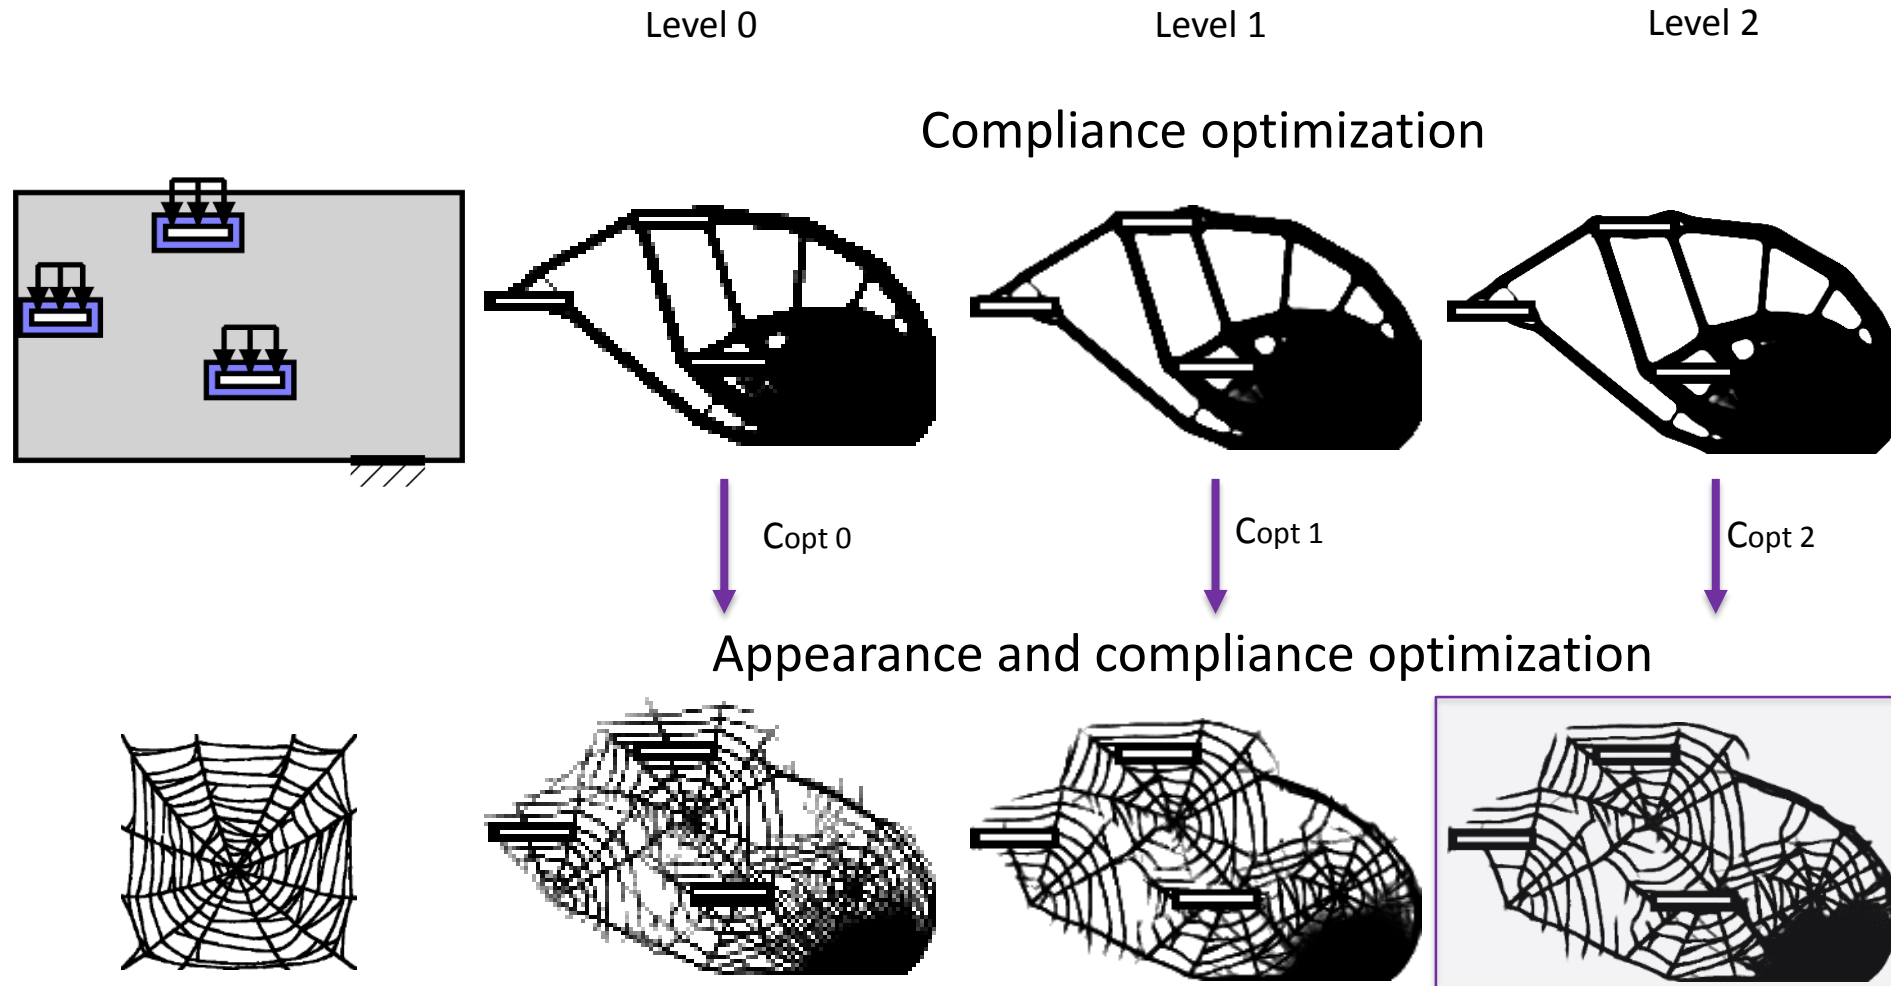 Level 0
Level 1
Level 2
Compliance optimization
Copt 0
Copt 1
Copt 2
Appearance and compliance optimization